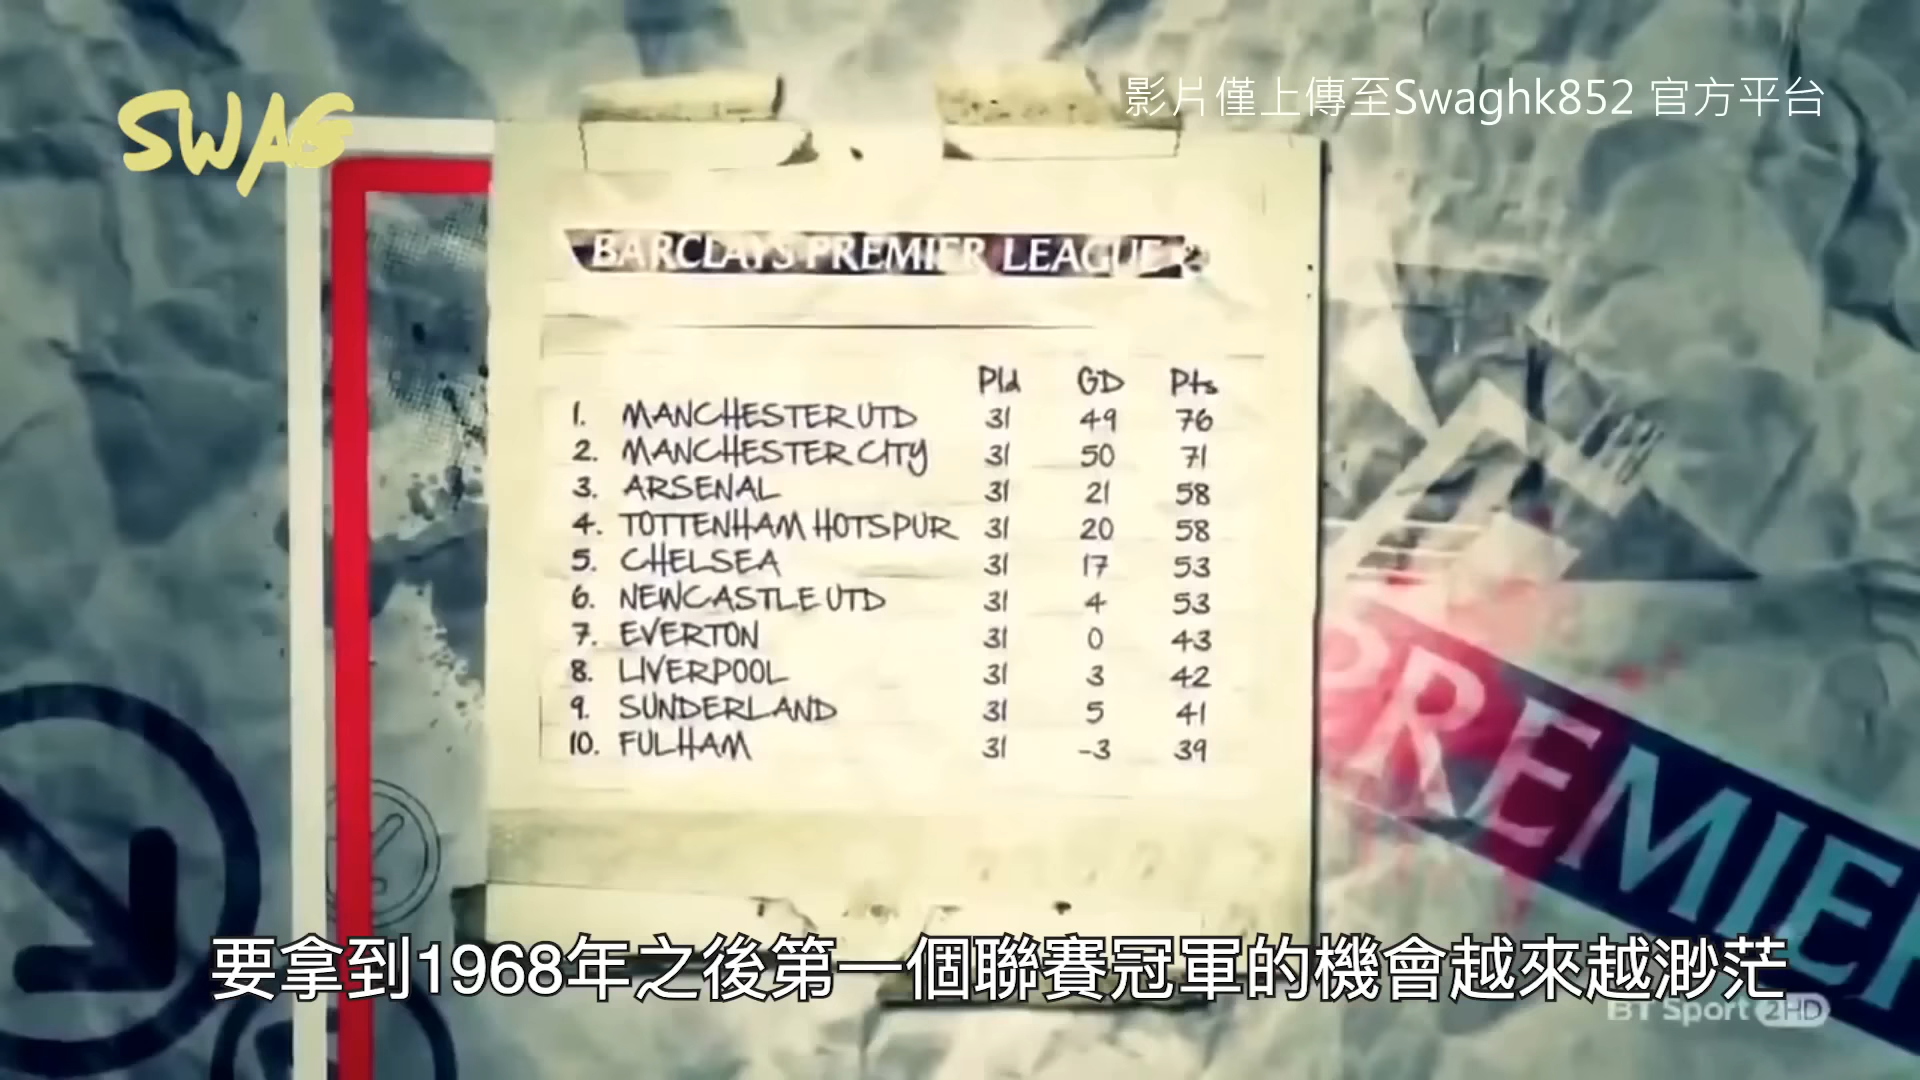 SWAG
影片僅上傳至Swaghk852 官方平台
BARCLAYS PREMIER LEAGUE
Pld GD Pts
1. MANCHESTER UTD 31 49 76
2. MANCHESTER CITY 31 50 71
3. ARSENAL 31 21 58
4. TOTTENHAM HOTSPUR 31 20 58
5. CHELSEA 31 17 53
6. NEWCASTLE UTD 31 4 53
7. EVERTON 31 0 43
8. LIVERPOOL 31 3 42
9. SUNDERLAND 31 5 41
10. FULHAM 31 -3 39
PREMIER
要拿到1968年之後第一個聯賽冠軍的機會越來越渺茫
BT Sport 2HD